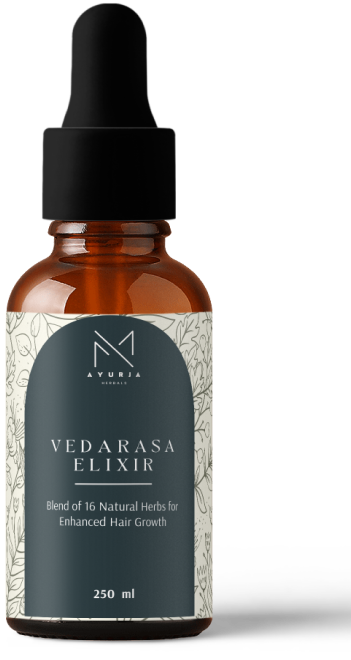 AYURJA
HERBALS
VEDARASA
ELIXIR
Blend of 16 Natural Herbs for
Enhanced Hair Growth
250 ml